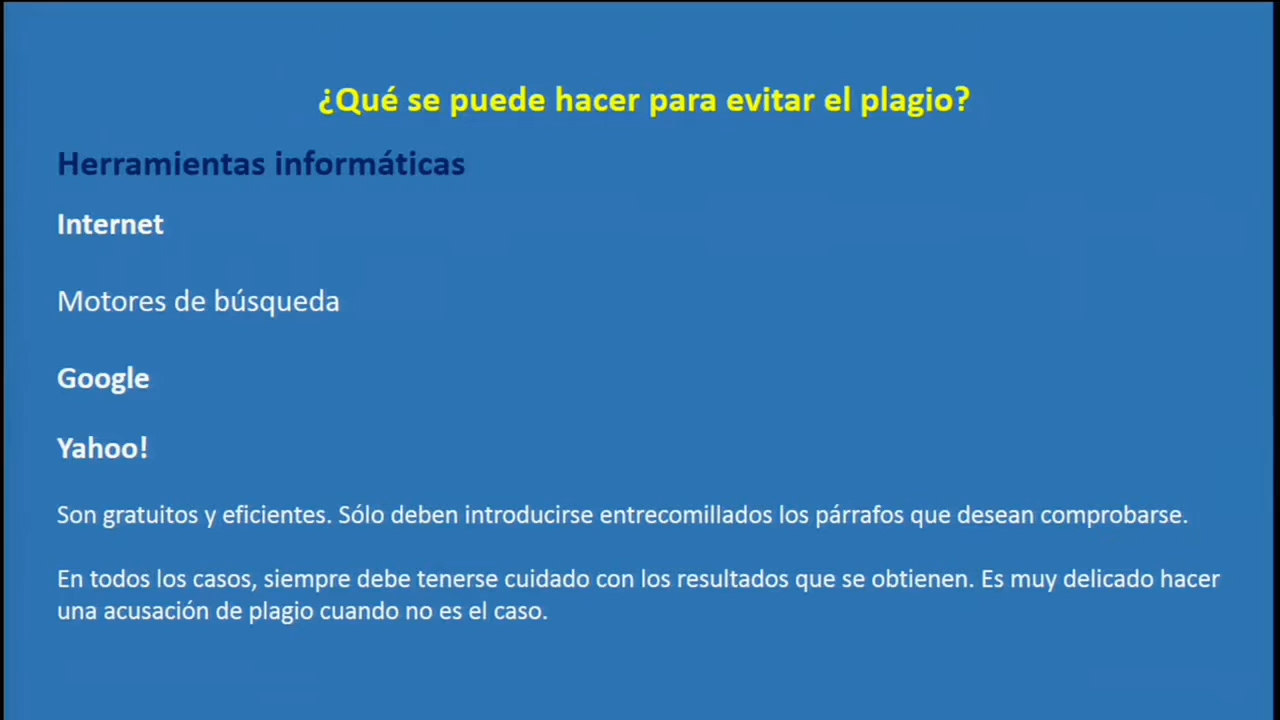 ¿Qué se puede hacer para evitar el plagio?
Herramientas informáticas
Internet
Motores de búsqueda
Google
Yahoo!
Son gratuitos y eficientes. Sólo deben introducirse entrecomillados los párrafos que desean comprobarse.
En todos los casos, siempre debe tenerse cuidado con los resultados que se obtienen. Es muy delicado hacer
una acusación de plagio cuando no es el caso.